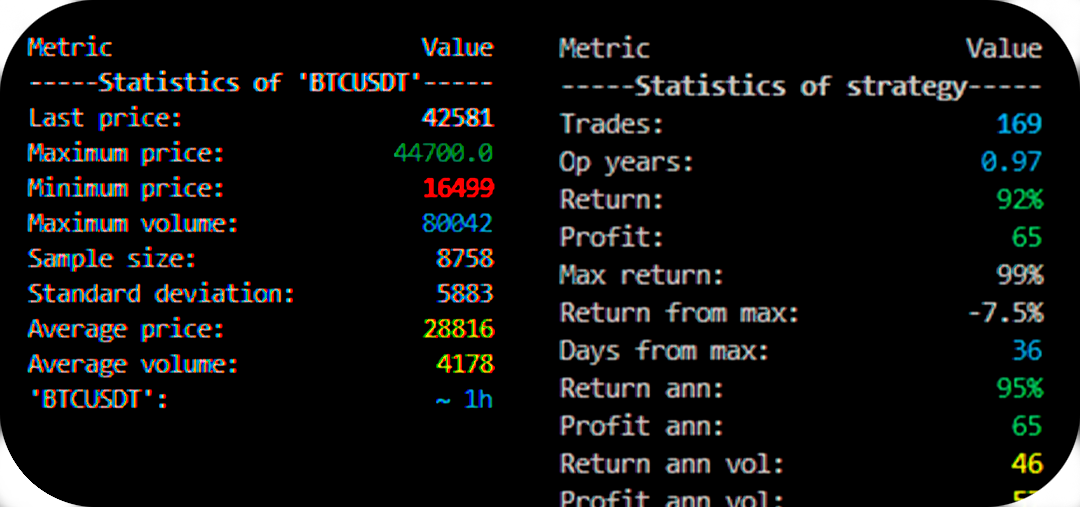 Metric Value
-----Statistics of 'BTCUSDT'-----
Last price: 42581
Maximum price: 44700.0
Minimum price: 16499
Maximum volume: 80042
Sample size: 8758
Standard deviation: 5883
Average price: 28816
Average volume: 4178
'BTCUSDT': ~ 1h
Metric Value
-----Statistics of strategy-----
Trades: 169
Op years: 0.97
Return: 92%
Profit: 65
Max return: 99%
Return from max: -7.5%
Days from max: 36
Return ann: 95%
Profit ann: 65
Return ann vol: 46
Profit ann vol: